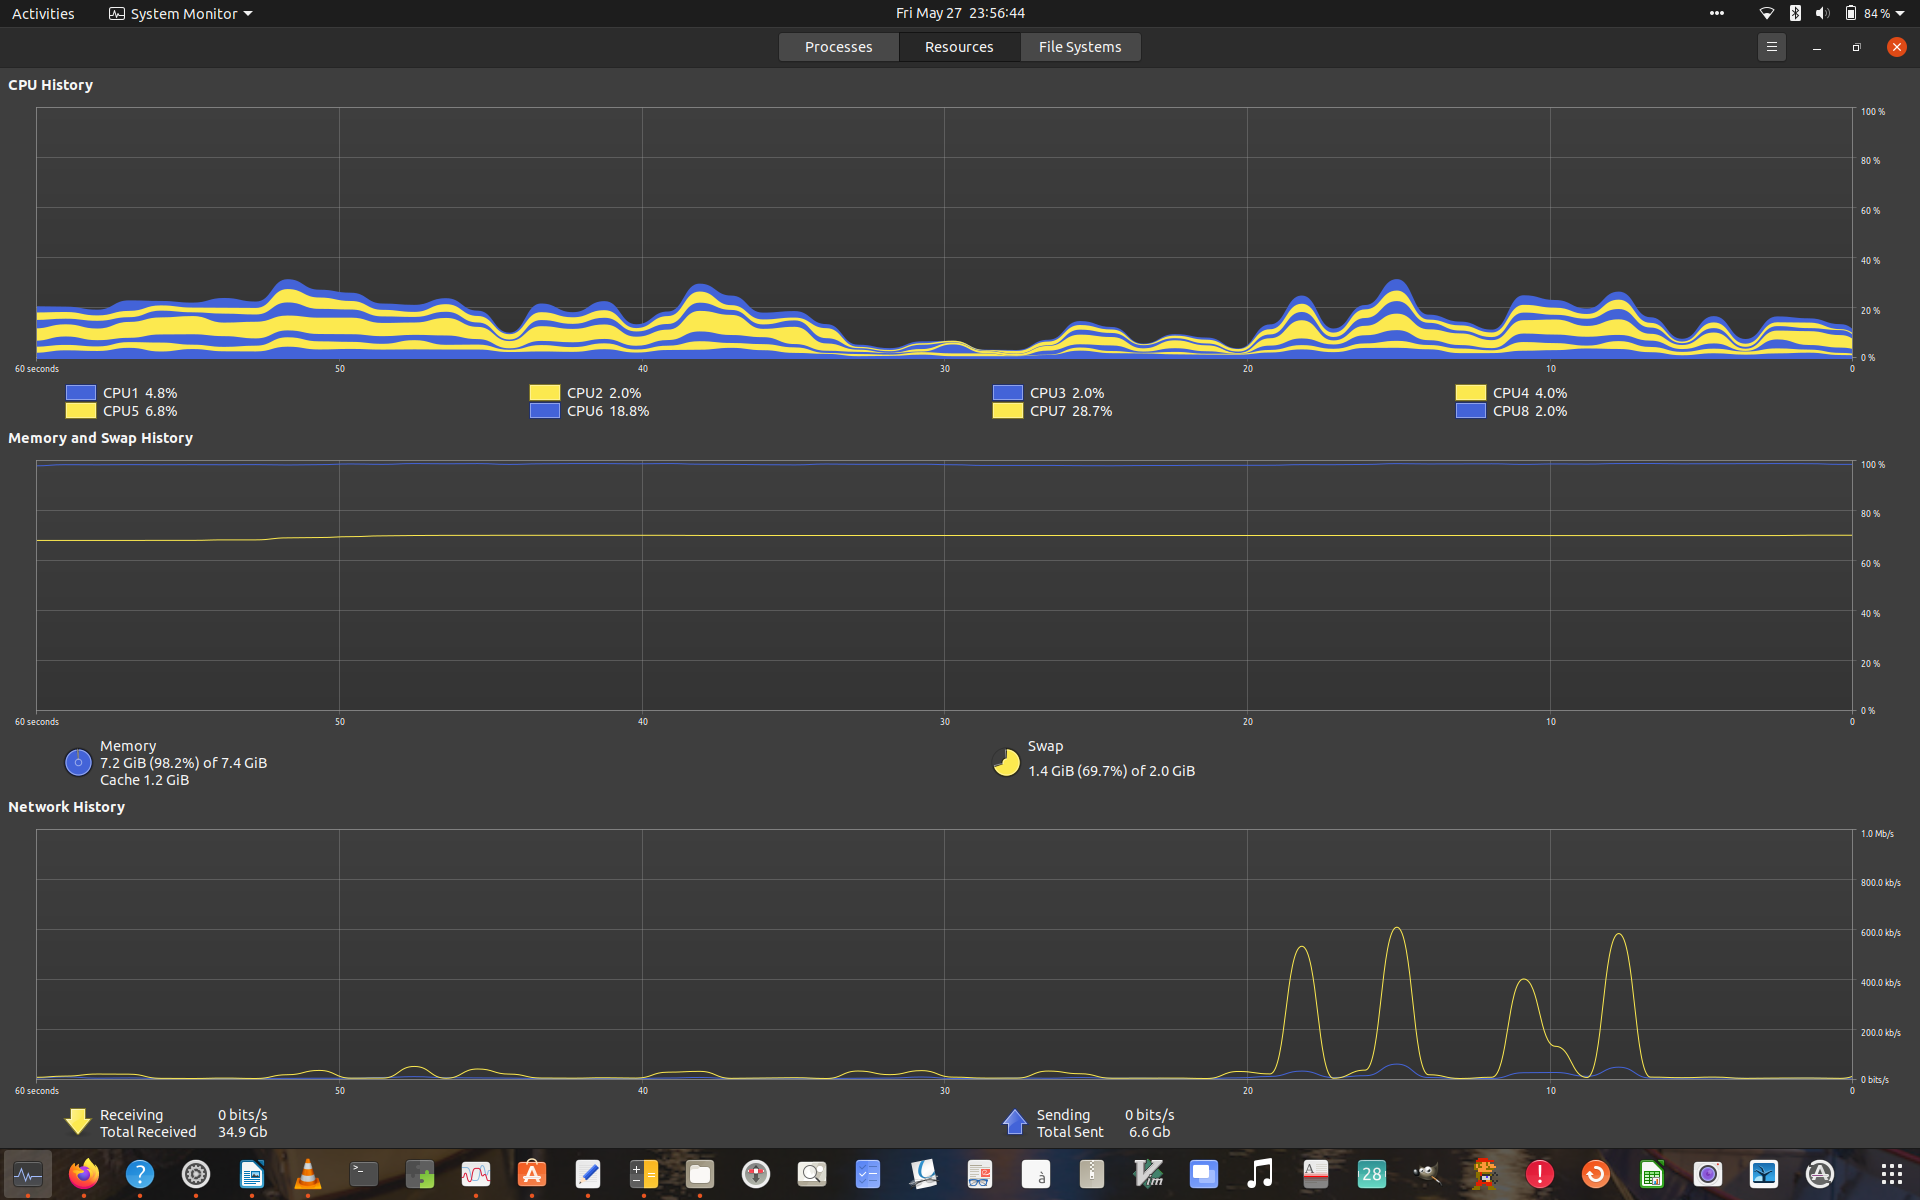 Activities System Monitor Fri May 27 23:56:44 84 %
Processes Resources File Systems
CPU History
100 %
80 %
60 %
40 %
20 %
0 %
60 seconds 50 40 30 20 10 0
CPU1 4.8% CPU2 2.0% CPU3 2.0% CPU4 4.0%
CPU5 6.8% CPU6 18.8% CPU7 28.7% CPU8 2.0%
Memory and Swap History
100 %
80 %
60 %
40 %
20 %
0 %
60 seconds 50 40 30 20 10 0
Memory
7.2 GiB (98.2%) of 7.4 GiB
Cache 1.2 GiB
Swap
1.4 GiB (69.7%) of 2.0 GiB
Network History
1.0 Mb/s
800.0 kb/s
600.0 kb/s
400.0 kb/s
200.0 kb/s
0 bits/s
60 seconds 50 40 30 20 10 0
Receiving 0 bits/s
Total Received 34.9 Gb
Sending 0 bits/s
Total Sent 6.6 Gb
? >_ A à Vim A 28 ! A